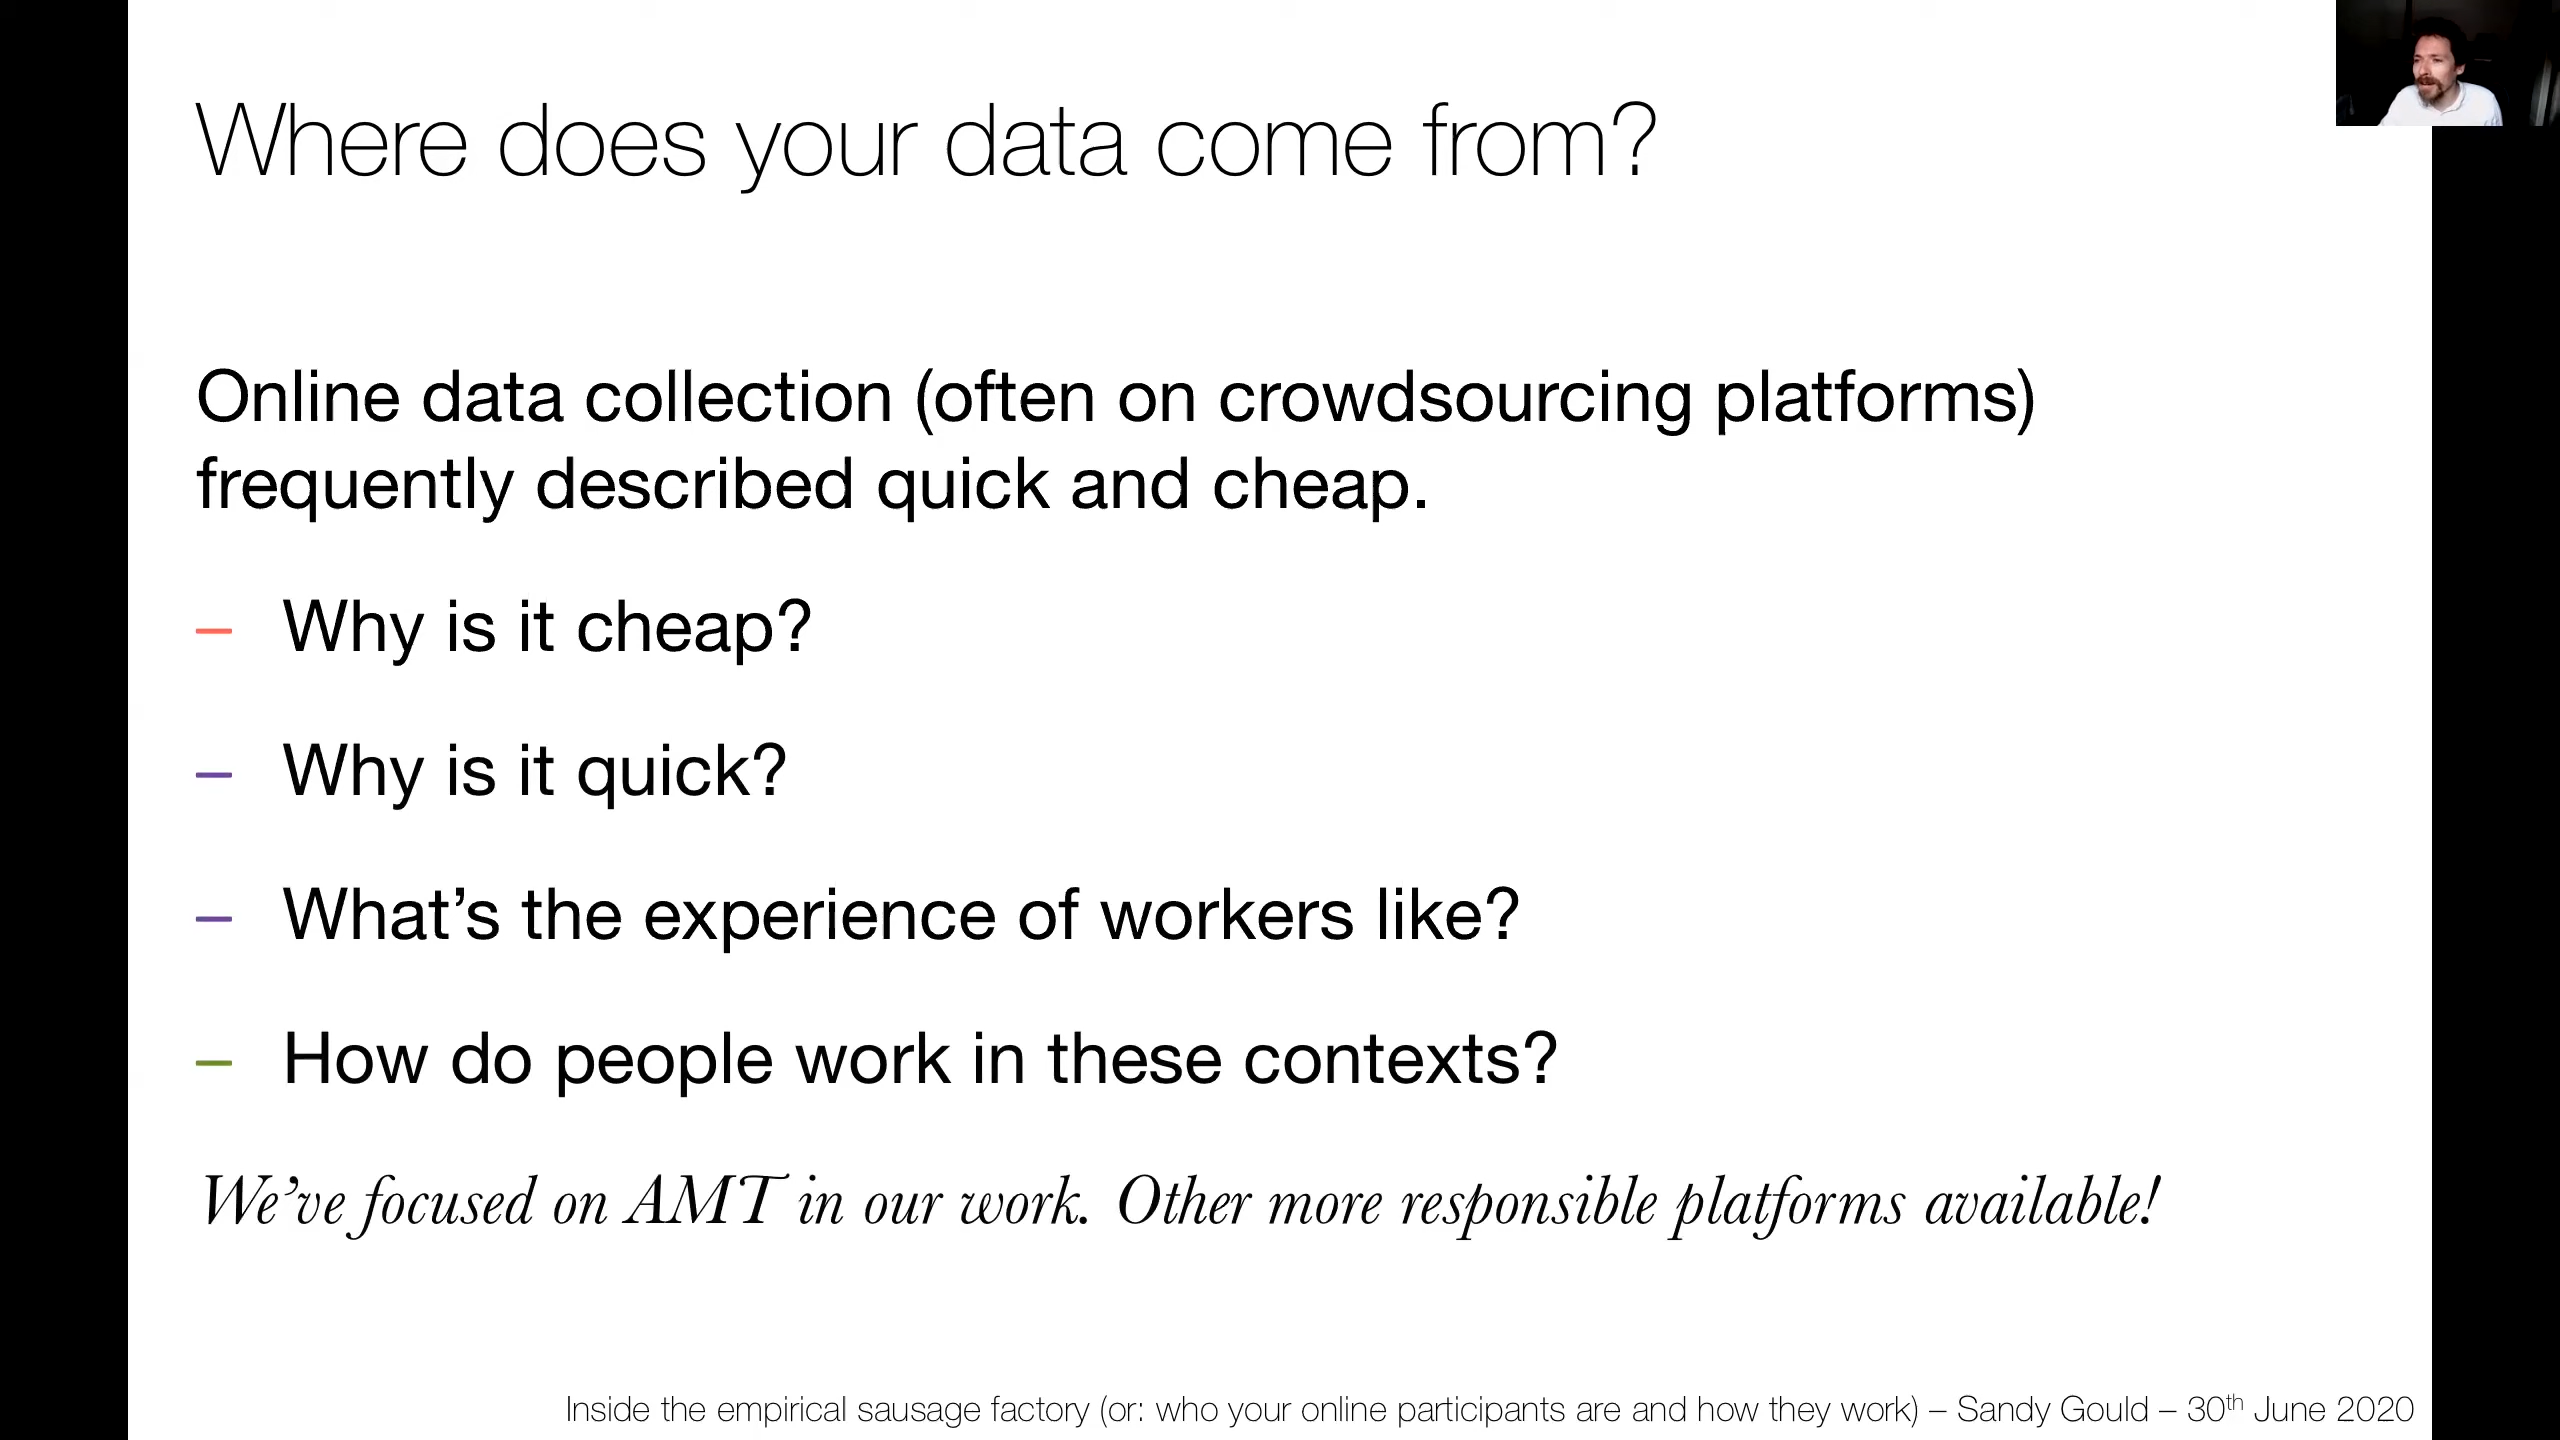 Where does your data come from?
Online data collection (often on crowdsourcing platforms)
frequently described quick and cheap.
– Why is it cheap?
– Why is it quick?
– What’s the experience of workers like?
– How do people work in these contexts?
We’ve focused on AMT in our work. Other more responsible platforms available!
Inside the empirical sausage factory (or: who your online participants are and how they work) – Sandy Gould – 30th June 2020